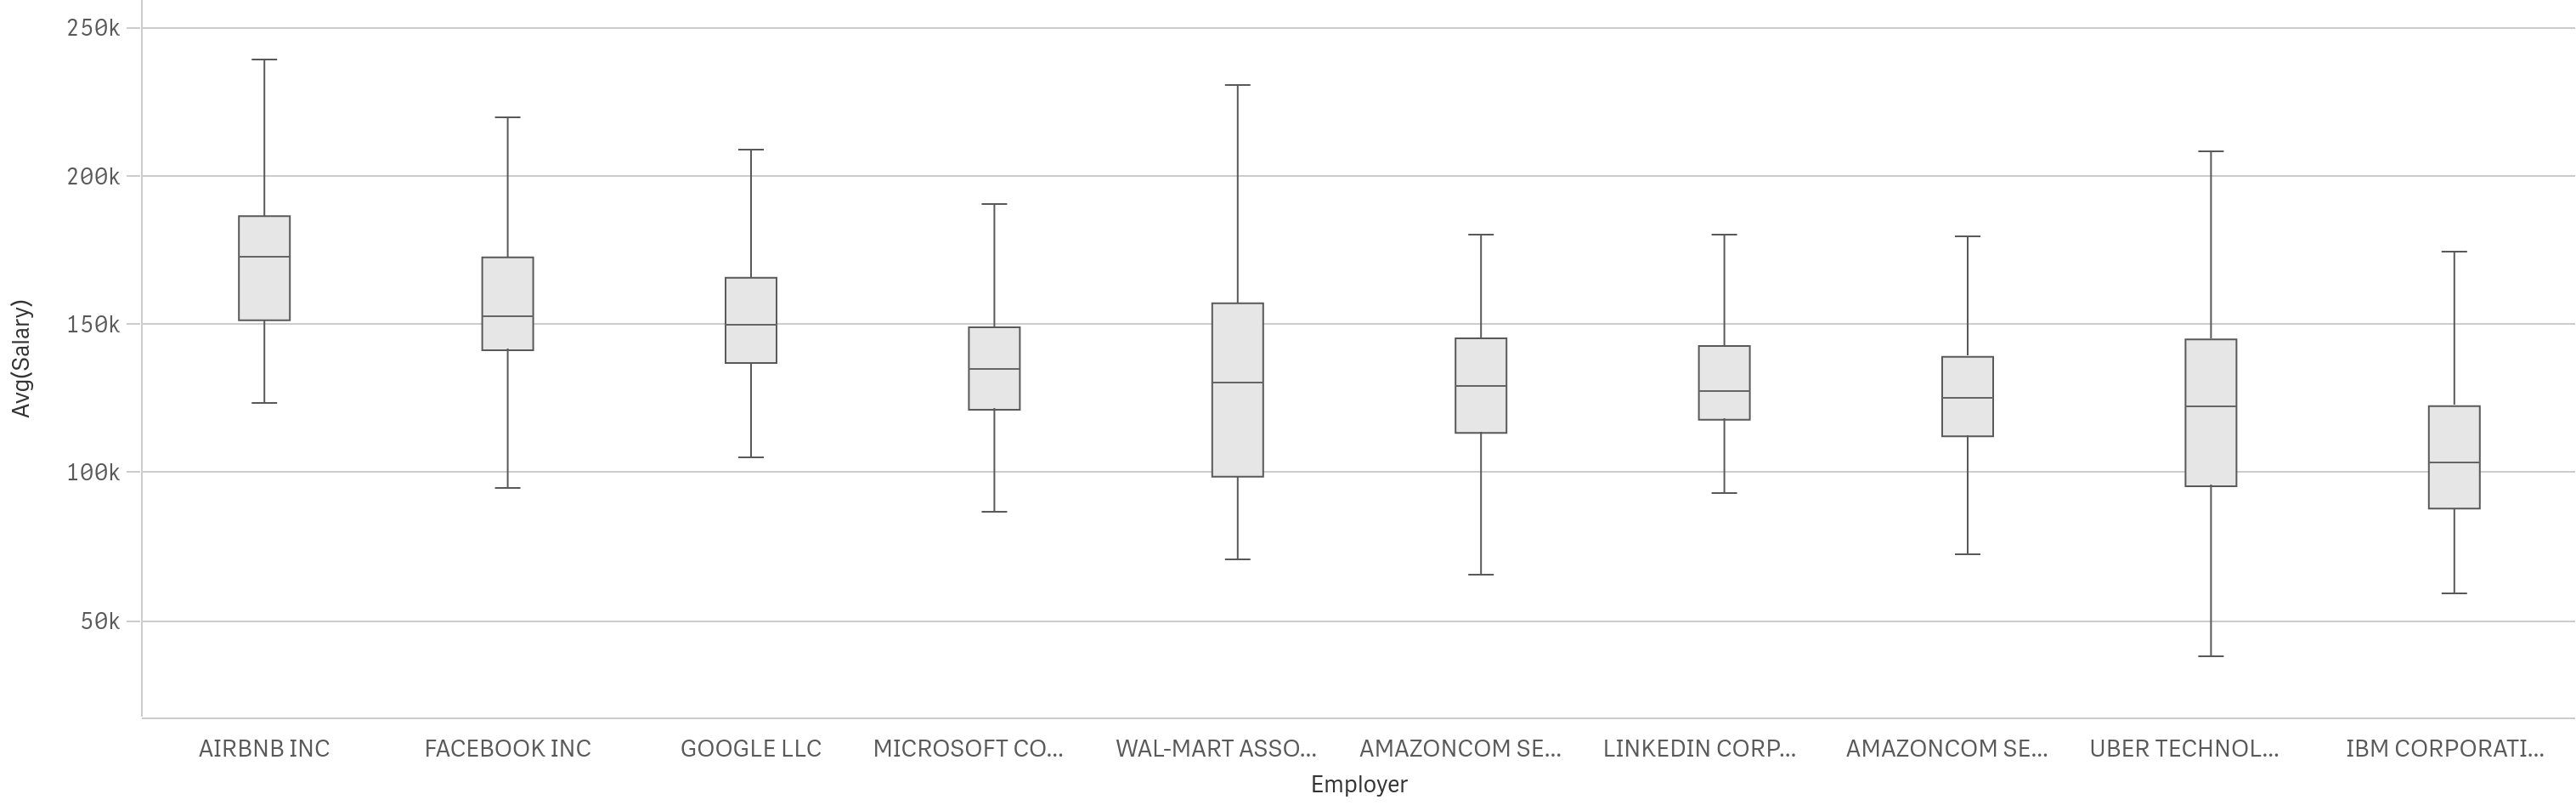 250k
200k
150k
100k
50k
Avg(Salary)
AIRBNB INC
FACEBOOK INC
GOOGLE LLC
MICROSOFT CO...
WAL-MART ASSO...
AMAZONCOM SE...
LINKEDIN CORP...
AMAZONCOM SE...
UBER TECHNOL...
IBM CORPORATI...
Employer